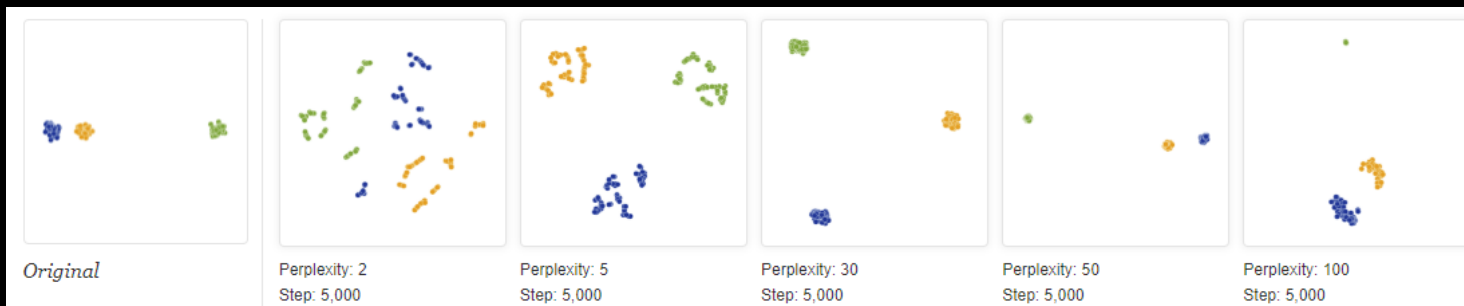 Original
Perplexity: 2
Step: 5,000
Perplexity: 5
Step: 5,000
Perplexity: 30
Step: 5,000
Perplexity: 50
Step: 5,000
Perplexity: 100
Step: 5,000